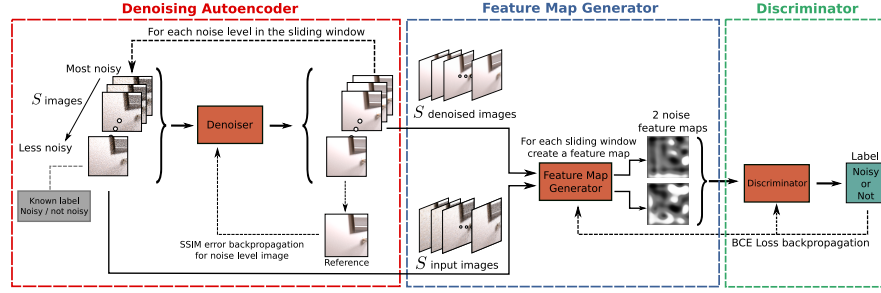 Denoising Autoencoder
Feature Map Generator
Discriminator
For each noise level in the sliding window
Most noisy
S images
Less noisy
Known label
Noisy / not noisy
Denoiser
SSIM error backpropagation
for noise level image
Reference
S denoised images
S input images
For each sliding window
create a feature map
Feature Map
Generator
2 noise
feature maps
Discriminator
Label
Noisy
or
Not
BCE Loss backpropagation